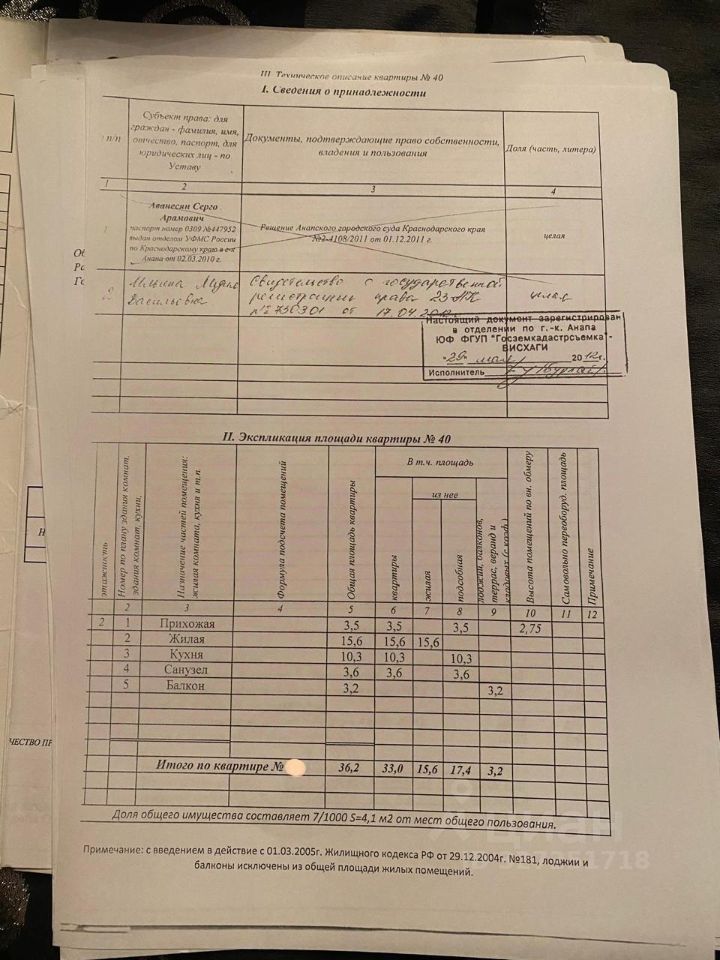 III. Техническое описание квартиры № 40
I. Сведения о принадлежности
п/п
Субъект права: для
граждан - фамилия, имя,
отчество, паспорт, для
юридических лиц - по
Уставу
Документы, подтверждающие право собственности,
владения и пользования
Доля (часть, литера)
1 2 3 4
1
Аванесян Серго
Арамович
паспорт номер 0309 №447952
выдан отделом УФМС России
по Краснодарскому краю в г-к
Анапа от 02.03.2010 г.
Решение Анапского городского суда Краснодарского края
№2-4108/2011 от 01.12.2011 г.
целая
2
Васильевна
Свидетельство о государственной
регистрации права 23-АК
№ 730301 от 17.04.2012
целая
Настоящий документ зарегистрирован
в отделении по г.-к. Анапа
ЮФ ФГУП "Госземкадастрсъемка"-
ВИСХАГИ
"29" мая 2012г.
Исполнитель
II. Экспликация площади квартиры № 40
этажность
Номер по плану здания комнат,
здания комнат, кухни,
Назначение частей помещения:
жилая комната, кухня и т.п.
Формула подсчета помещений
Общая площадь квартиры
В т.ч. площадь
квартиры
из нее
жилая
подсобная
лоджий, балконов,
террас, веранд и
кладовых (с коэф.)
Высота помещений по вн. обмеру
Самовольно переоборуд. площадь
Примечание
2 3 4 5 6 7 8 9 10 11 12
2 1 Прихожая 3,5 3,5 3,5 2,75
2 Жилая 15,6 15,6 15,6
3 Кухня 10,3 10,3 10,3
4 Санузел 3,6 3,6 3,6
5 Балкон 3,2 3,2
Итого по квартире № 36,2 33,0 15,6 17,4 3,2
Доля общего имущества составляет 7/1000 S=4,1 м2 от мест общего пользования.
Примечание: с введением в действие с 01.03.2005г. Жилищного кодекса РФ от 29.12.2004г. №181, лоджии и
балконы исключены из общей площади жилых помещений.